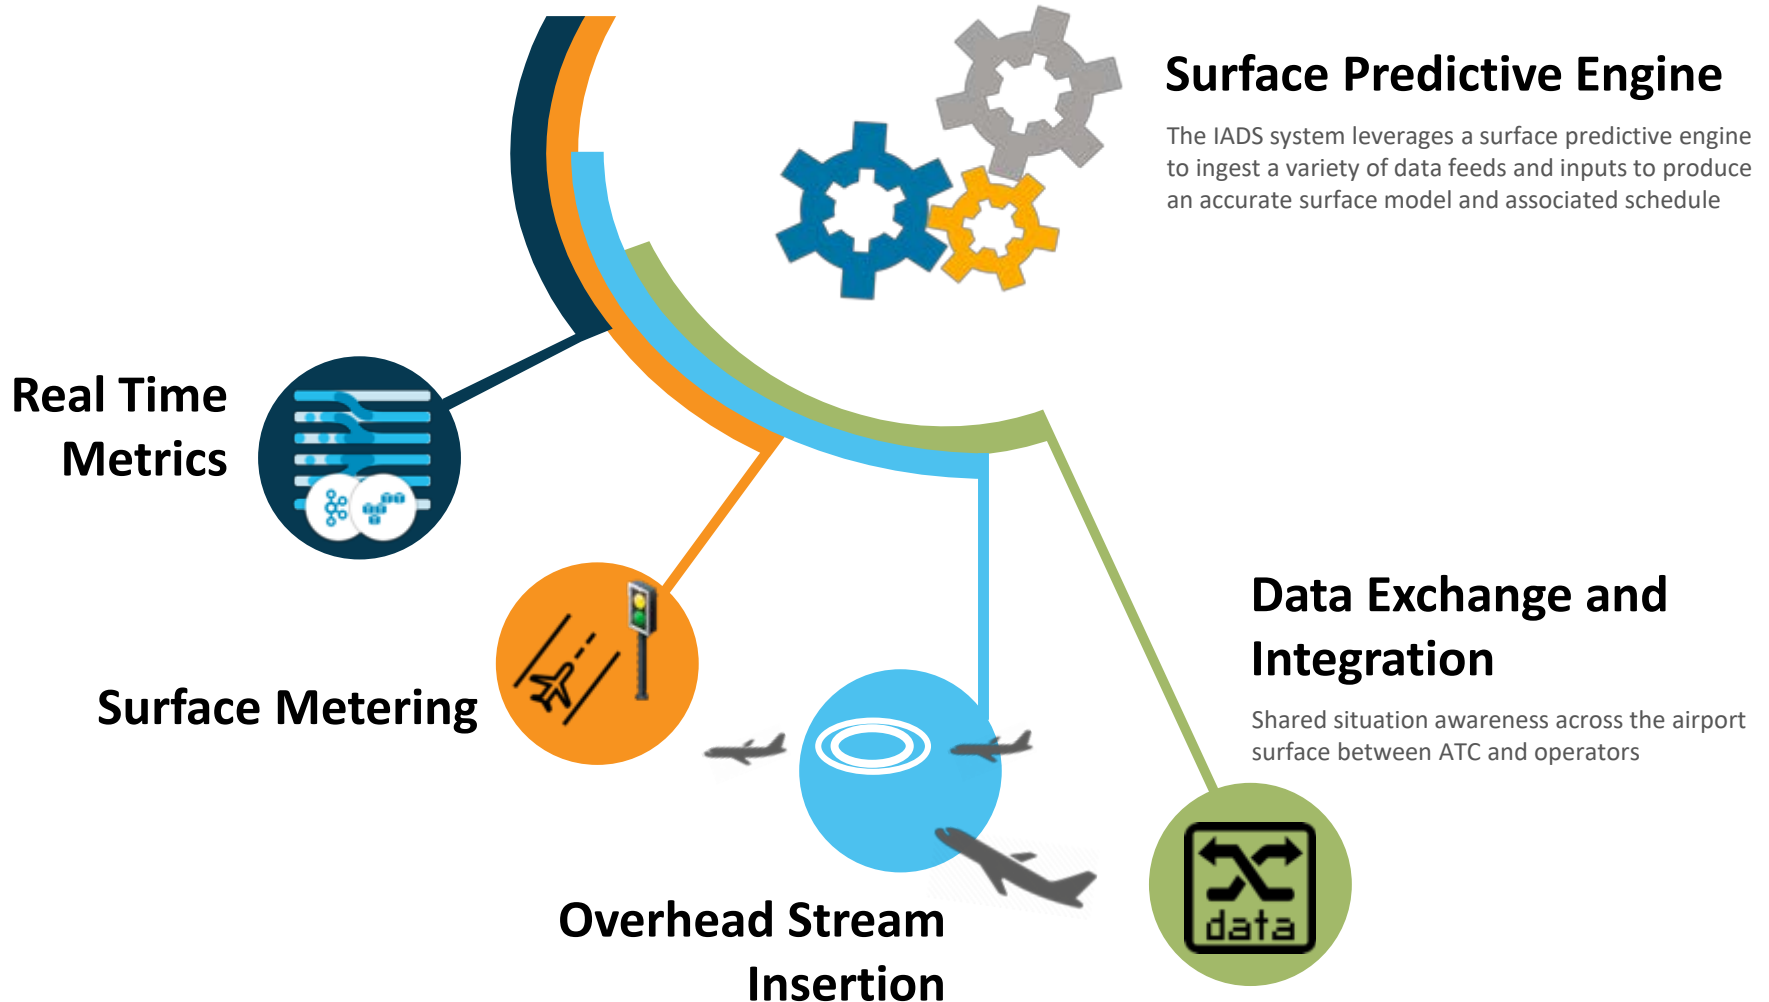 Surface Predictive Engine
The IADS system leverages a surface predictive engine
to ingest a variety of data feeds and inputs to produce
an accurate surface model and associated schedule
Real Time
Metrics
Surface Metering
Overhead Stream
Insertion
Data Exchange and
Integration
Shared situation awareness across the airport
surface between ATC and operators
data